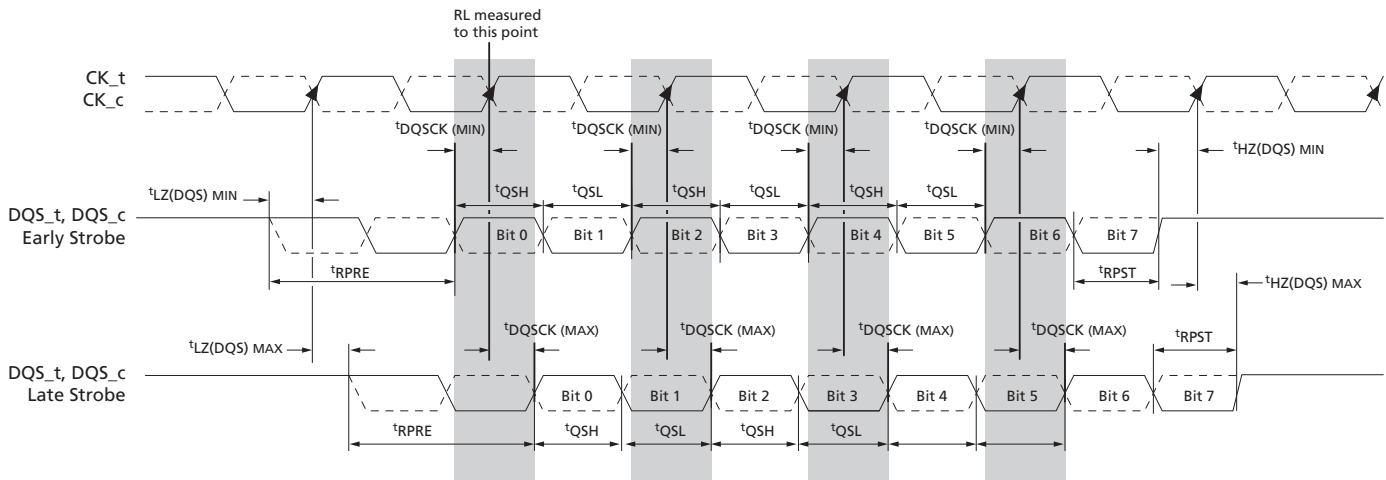 RL measured
to this point
CK_t
CK_c
tDQSCK (MIN) tDQSCK (MIN) tDQSCK (MIN) tDQSCK (MIN)
tHZ(DQS) MIN
tLZ(DQS) MIN
tQSH tQSL tQSH tQSL tQSH tQSL
DQS_t, DQS_c
Early Strobe
Bit 0 Bit 1 Bit 2 Bit 3 Bit 4 Bit 5 Bit 6 Bit 7
tRPRE
tRPST
tHZ(DQS) MAX
tDQSCK (MAX) tDQSCK (MAX) tDQSCK (MAX) tDQSCK (MAX)
tLZ(DQS) MAX
tRPST
DQS_t, DQS_c
Late Strobe
Bit 0 Bit 1 Bit 2 Bit 3 Bit 4 Bit 5 Bit 6 Bit 7
tRPRE
tQSH tQSL tQSH tQSL